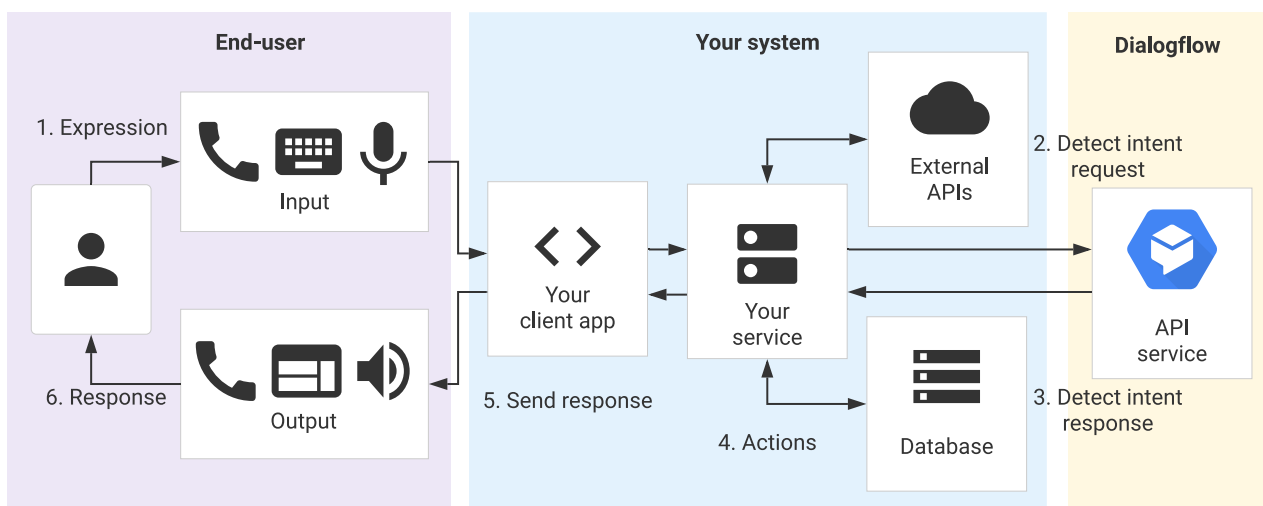 End-user
Your system
Dialogflow
1. Expression
Input
External
APIs
2. Detect intent
request
Your
client app
Your
service
API
service
6. Response
Output
5. Send response
4. Actions
Database
3. Detect intent
response